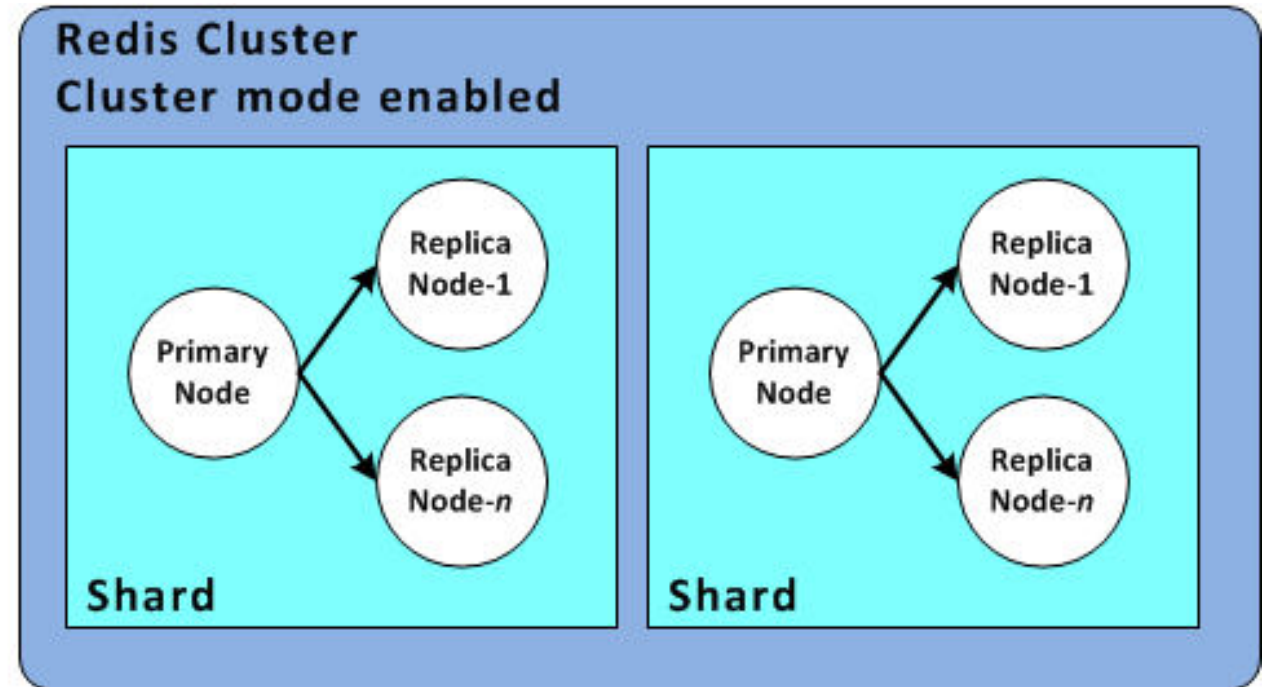 Redis Cluster
Cluster mode enabled
Replica
Node-1
Primary
Node
Replica
Node-n
Shard
Replica
Node-1
Primary
Node
Replica
Node-n
Shard